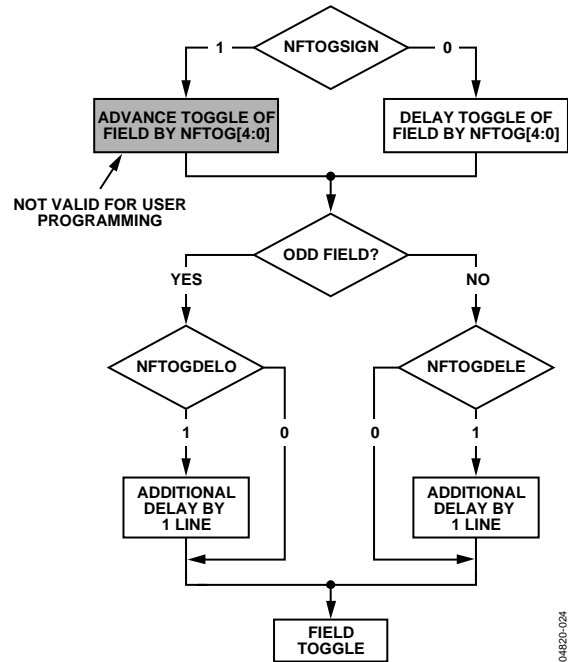 NFTOGSIGN
1
0
ADVANCE TOGGLE OF
FIELD BY NFTOG[4:0]
DELAY TOGGLE OF
FIELD BY NFTOG[4:0]
NOT VALID FOR USER
PROGRAMMING
ODD FIELD?
YES
NO
NFTOGDELO
NFTOGDELE
1
0
0
1
ADDITIONAL
DELAY BY
1 LINE
ADDITIONAL
DELAY BY
1 LINE
FIELD
TOGGLE
04820-024